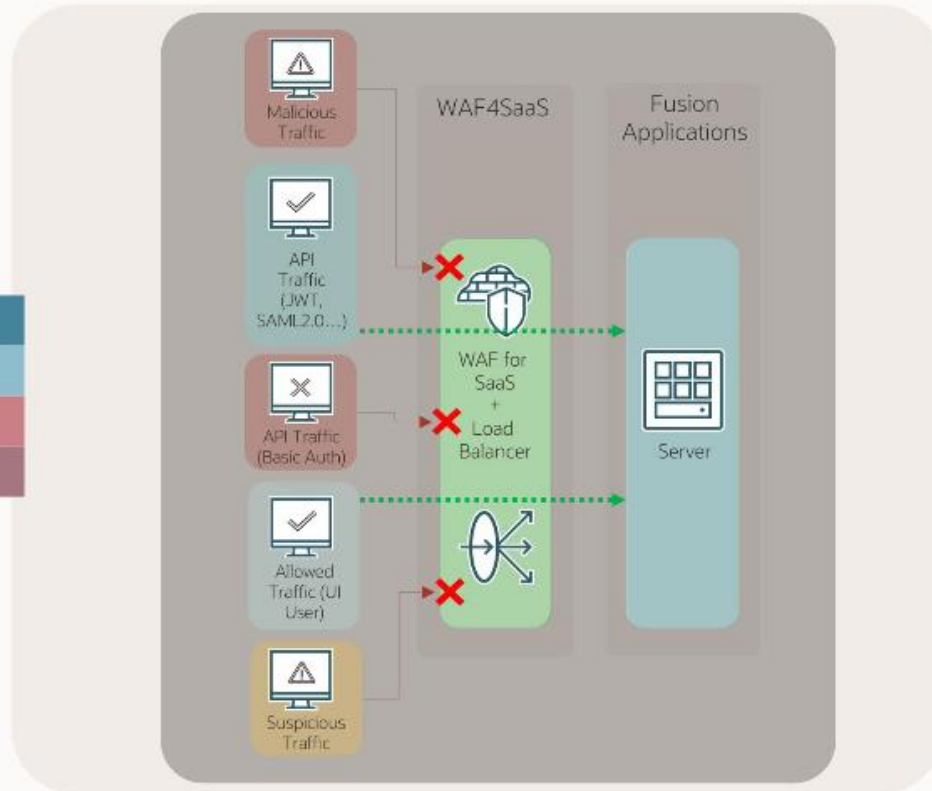 Malicious
Traffic
API
Traffic
(JWT,
SAML2.0...)
API Traffic
(Basic Auth)
Allowed
Traffic (UI
User)
Suspicious
Traffic
WAF4SaaS
WAF for
SaaS
+
Load
Balancer
Fusion
Applications
Server